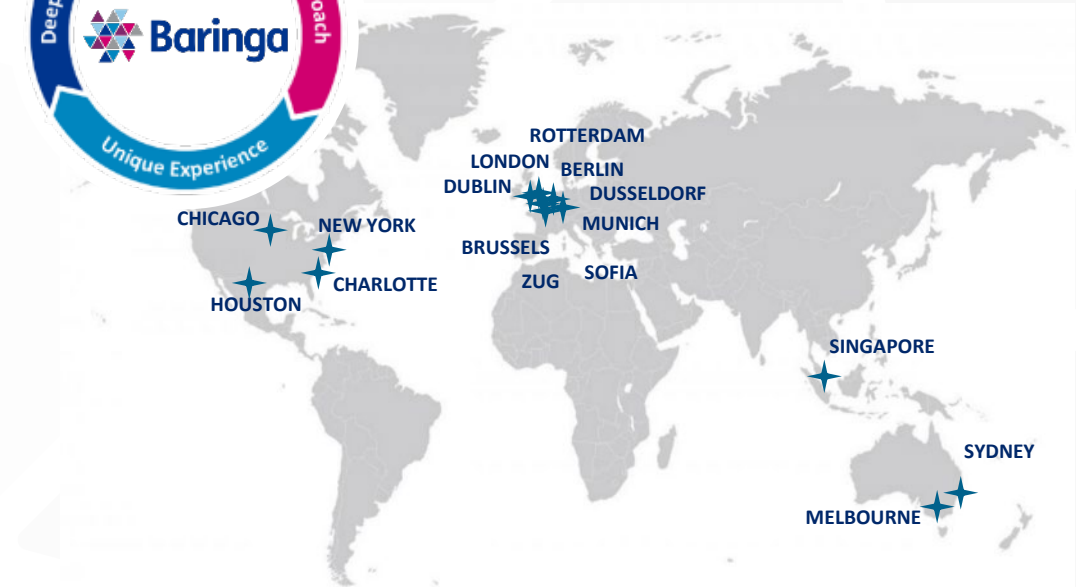 Deep
oach
Baringa
Unique Experience
ROTTERDAM
LONDON
BERLIN
DUBLIN
DUSSELDORF
CHICAGO
NEW YORK
MUNICH
BRUSSELS
SOFIA
ZUG
CHARLOTTE
HOUSTON
SINGAPORE
SYDNEY
MELBOURNE